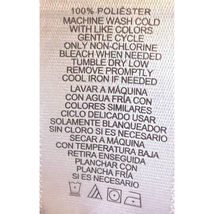 100% POLIÉSTER
MACHINE WASH COLD
WITH LIKE COLORS
GENTLE CYCLE
ONLY NON-CHLORINE
BLEACH WHEN NEEDED
TUMBLE DRY LOW
REMOVE PROMPTLY
COOL IRON IF NEEDED
LAVAR A MÁQUINA
CON AGUA FRÍA CON
COLORES SIMILARES
CICLO DELICADO USAR
SOLAMENTE BLANQUEADOR
SIN CLORO SI ES NECESARIO
SECAR A MÁQUINA
CON TEMPERATURA BAJA
RETIRA ENSEGUIDA
PLANCHAR CON
PLANCHA FRÍA
SI ES NECESARIO